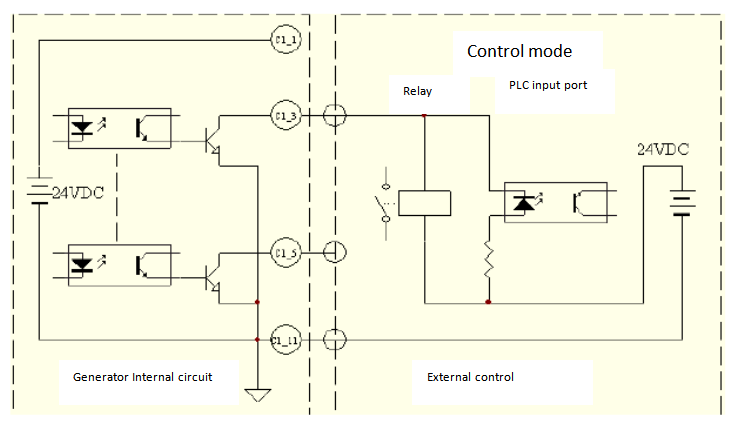 C1_1
Control mode
Relay
PLC input port
C1_3
24VDC
24VDC
C1_5
C1_11
Generator Internal circuit
External control